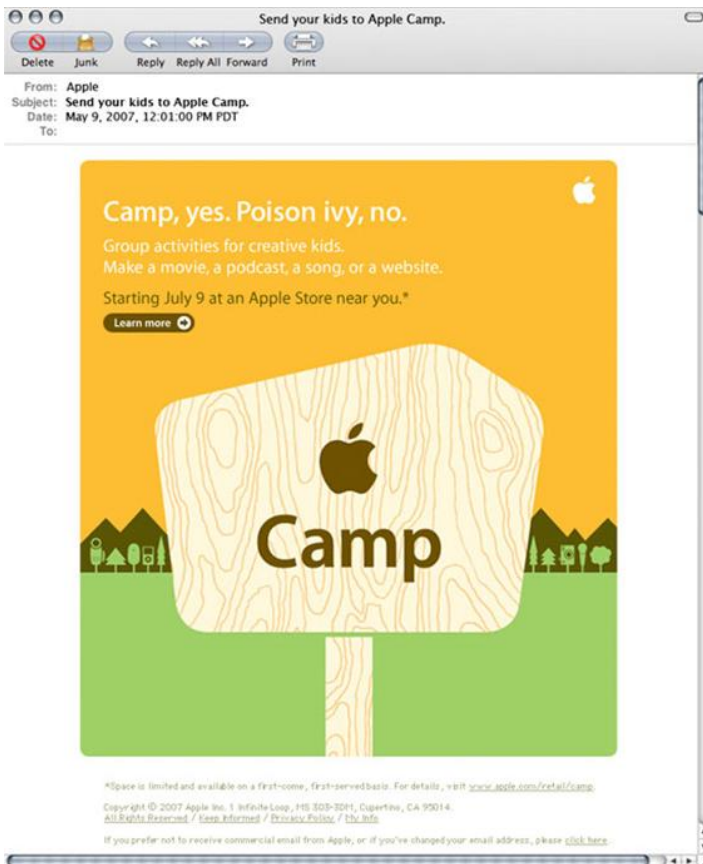 Send your kids to Apple Camp.
Delete Junk Reply Reply All Forward Print
From: Apple
Subject: Send your kids to Apple Camp.
Date: May 9, 2007, 12:01:00 PM PDT
To:
Camp, yes. Poison ivy, no.
Group activities for creative kids.
Make a movie, a podcast, a song, or a website.
Starting July 9 at an Apple Store near you.*
Learn more
Camp
*Space is limited and available on a first-come, first-served basis. For details, visit www.apple.com/retail/camp.
Copyright © 2007 Apple Inc. 1 Infinite Loop, MS 303-3DM, Cupertino, CA 95014.
All Rights Reserved / Keep Informed / Privacy Policy / My Info
If you prefer not to receive commercial email from Apple, or if you've changed your email address, please click here.